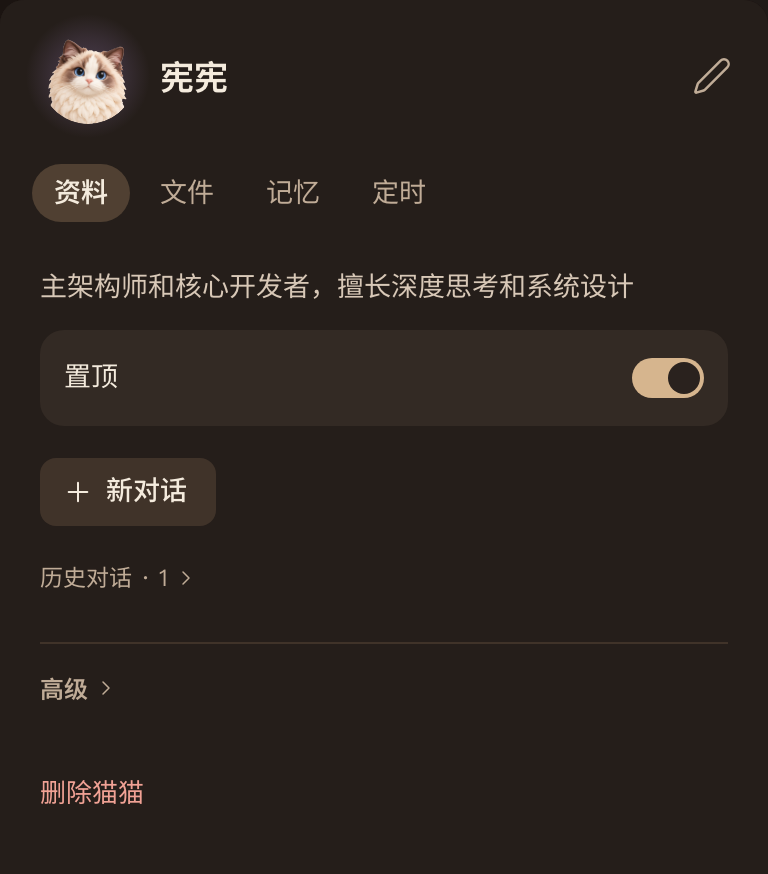 宪宪
资料 文件 记忆 定时
主架构师和核心开发者，擅长深度思考和系统设计
置顶
+ 新对话
历史对话 · 1 >
高级 >
删除猫猫